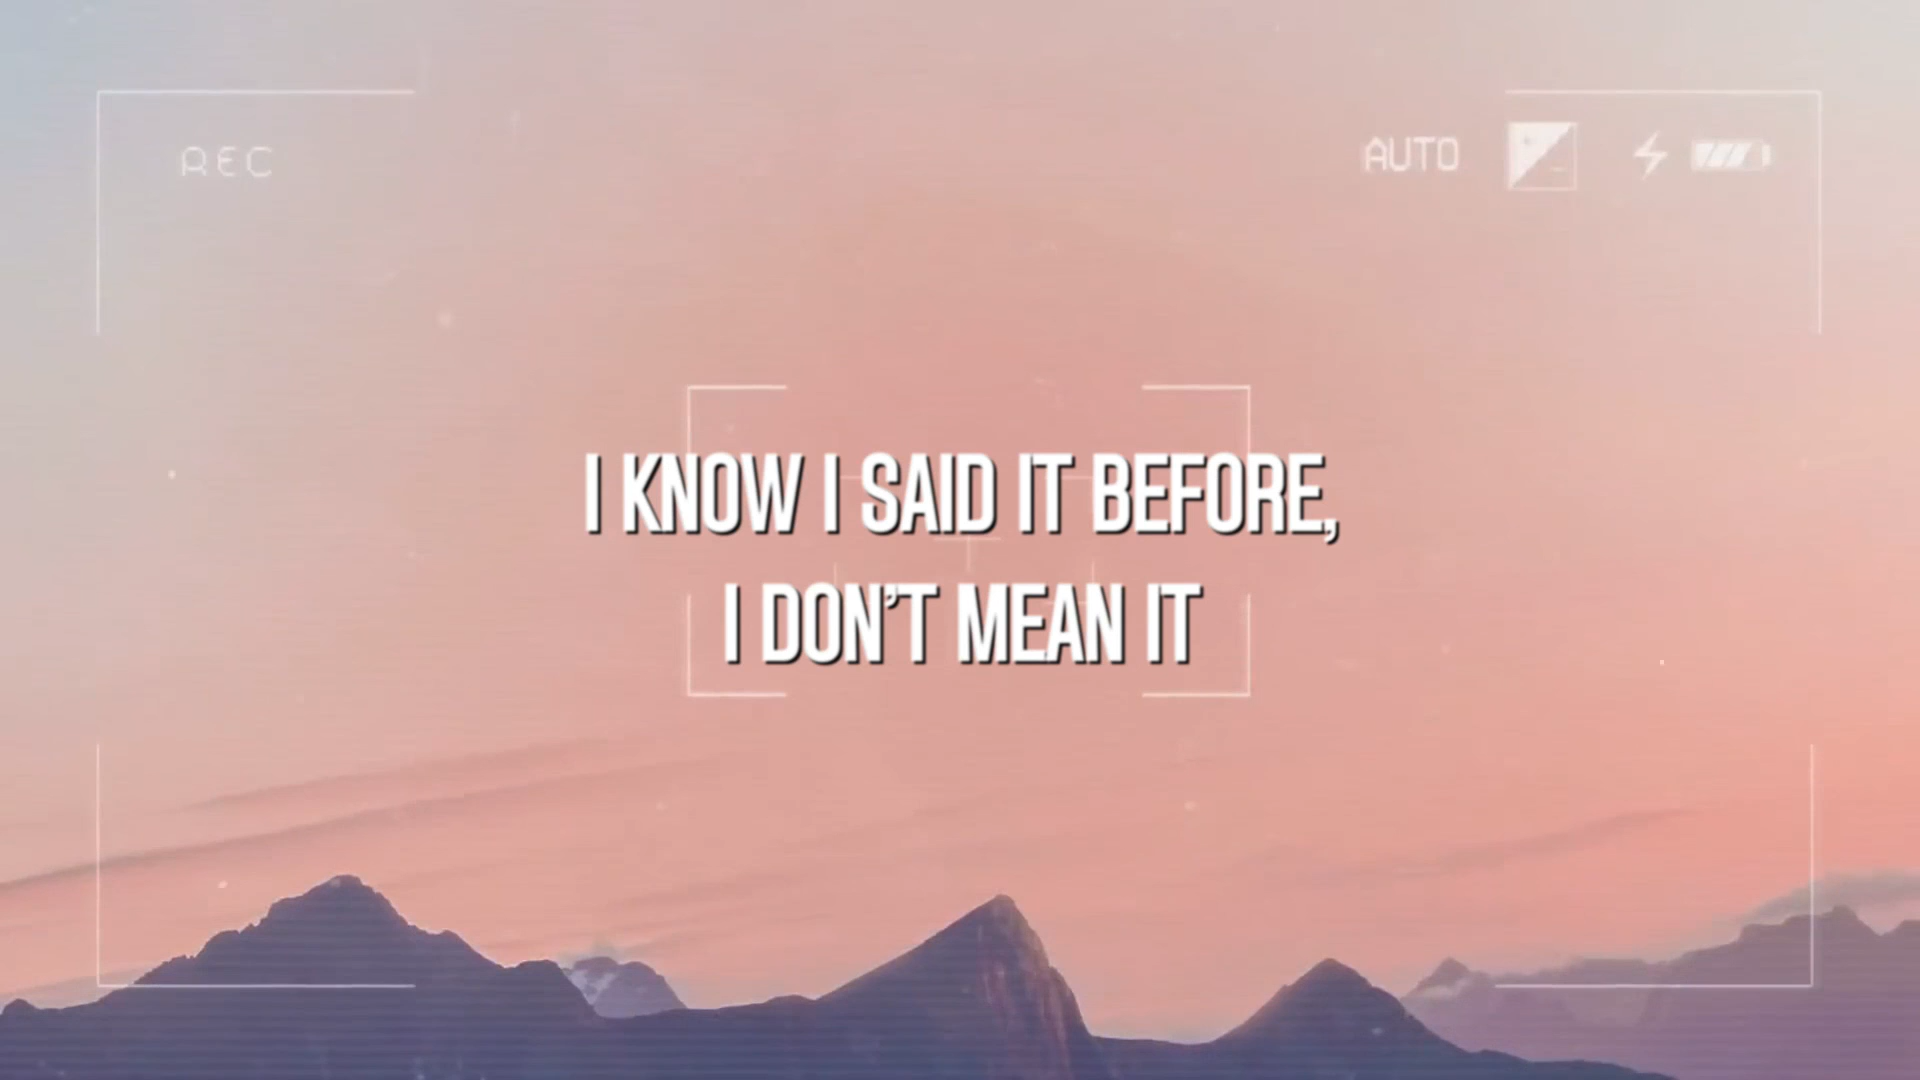 REC
AUTO
I KNOW I SAID IT BEFORE,
I DON'T MEAN IT